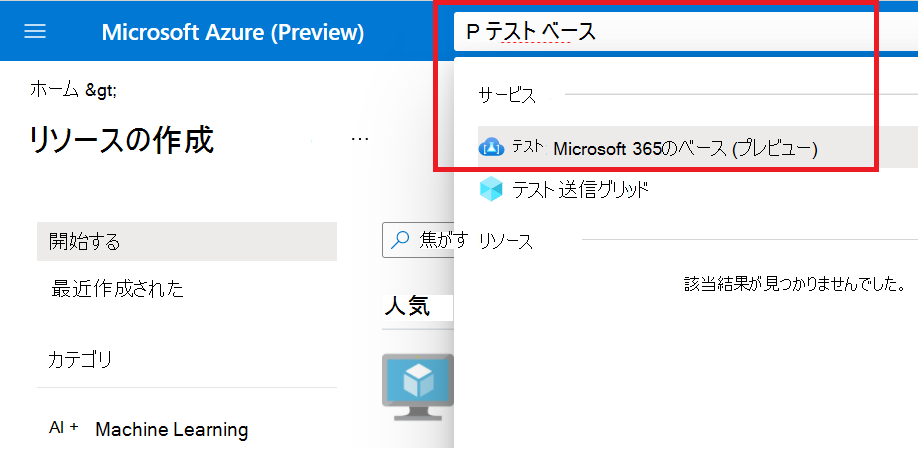 Microsoft Azure (Preview)
P テスト ベース
ホーム &gt;
リソースの作成
...
サービス
テスト Microsoft 365のベース (プレビュー)
テスト 送信グリッド
開始する
焦がす
リソース
最近作成された
該当結果が見つかりませんでした。
人気
カテゴリ
AI + Machine Learning